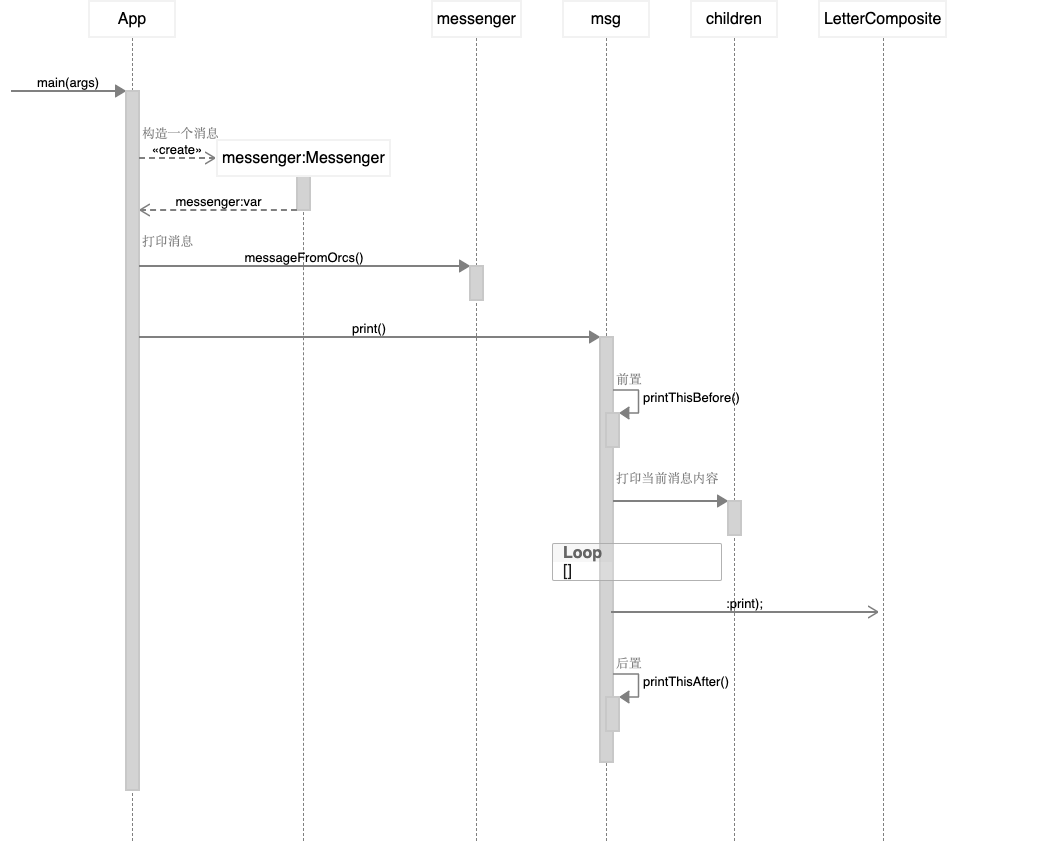 App
messenger
msg
children
LetterComposite
main(args)
构造一个消息
«create»
messenger:Messenger
messenger:var
打印消息
messageFromOrcs()
print()
前置
printThisBefore()
打印当前消息内容
Loop
[]
:print);
后置
printThisAfter()